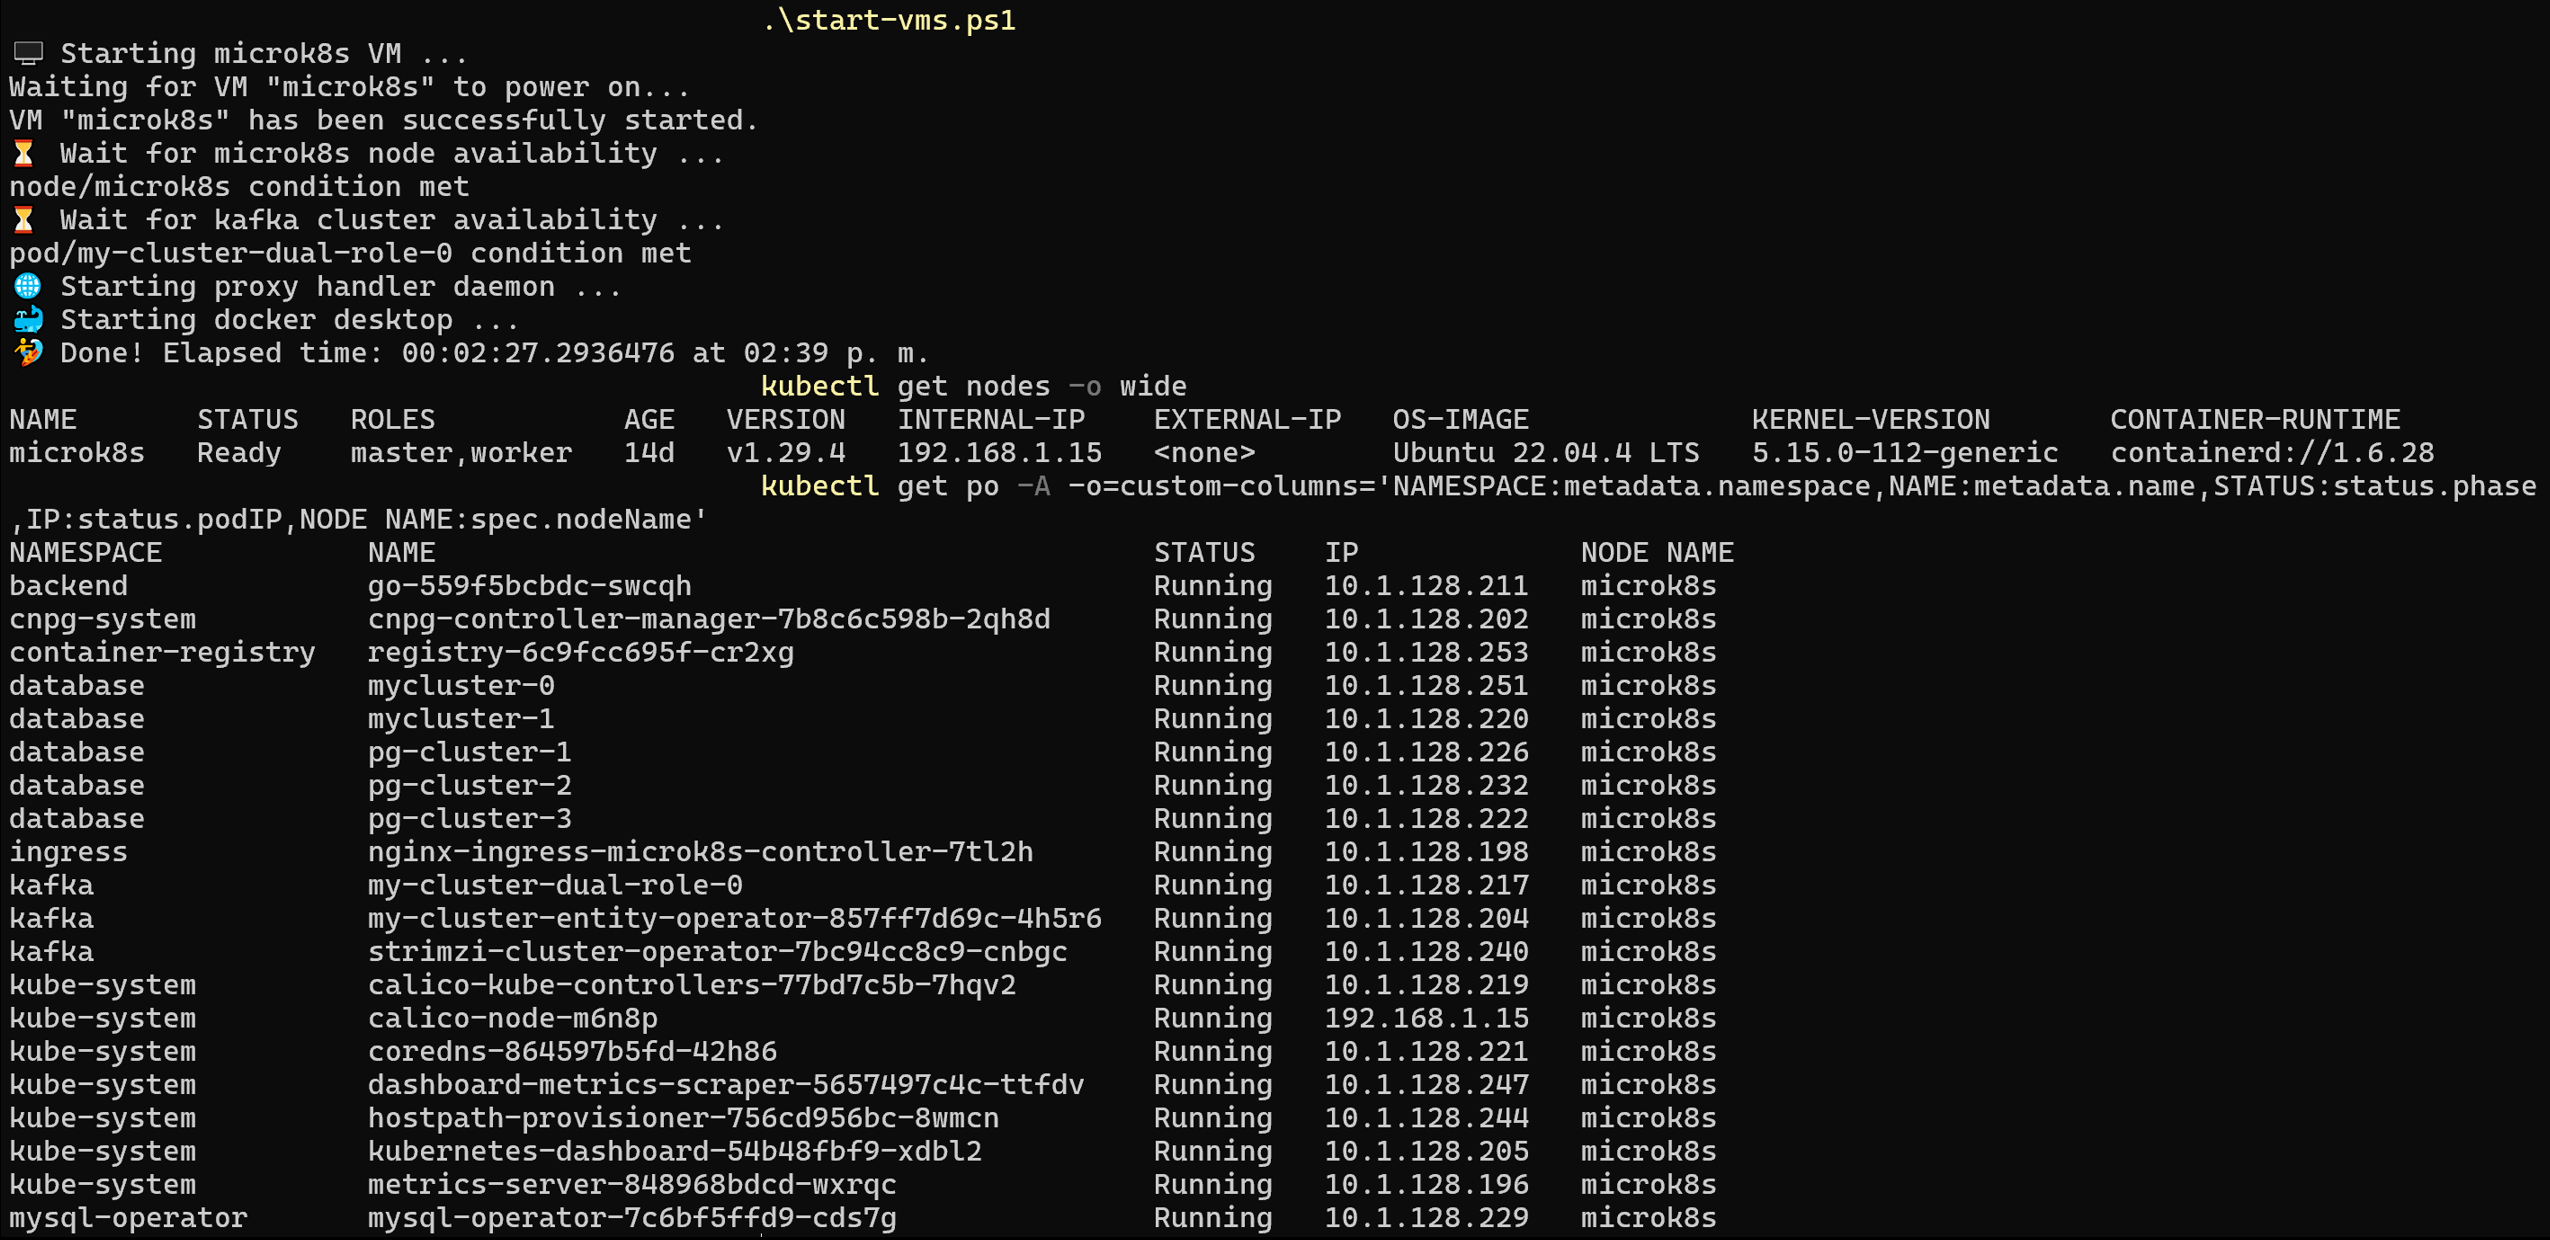 .\start-vms.ps1
🖥️ Starting microk8s VM ...
Waiting for VM "microk8s" to power on...
VM "microk8s" has been successfully started.
⏳ Wait for microk8s node availability ...
node/microk8s condition met
⏳ Wait for kafka cluster availability ...
pod/my-cluster-dual-role-0 condition met
🌐 Starting proxy handler daemon ...
🐳 Starting docker desktop ...
🏄 Done! Elapsed time: 00:02:27.2936476 at 02:39 p. m.
kubectl get nodes -o wide
NAME       STATUS   ROLES           AGE   VERSION   INTERNAL-IP    EXTERNAL-IP   OS-IMAGE             KERNEL-VERSION       CONTAINER-RUNTIME
microk8s   Ready    master,worker   14d   v1.29.4   192.168.1.15   <none>        Ubuntu 22.04.4 LTS   5.15.0-112-generic   containerd://1.6.28
kubectl get po -A -o=custom-columns='NAMESPACE:metadata.namespace,NAME:metadata.name,STATUS:status.phase
,IP:status.podIP,NODE NAME:spec.nodeName'
NAMESPACE            NAME                                          STATUS    IP             NODE NAME
backend              go-559f5bcbdc-swcqh                           Running   10.1.128.211   microk8s
cnpg-system          cnpg-controller-manager-7b8c6c598b-2qh8d      Running   10.1.128.202   microk8s
container-registry   registry-6c9fcc695f-cr2xg                     Running   10.1.128.253   microk8s
database             mycluster-0                                   Running   10.1.128.251   microk8s
database             mycluster-1                                   Running   10.1.128.220   microk8s
database             pg-cluster-1                                  Running   10.1.128.226   microk8s
database             pg-cluster-2                                  Running   10.1.128.232   microk8s
database             pg-cluster-3                                  Running   10.1.128.222   microk8s
ingress              nginx-ingress-microk8s-controller-7tl2h       Running   10.1.128.198   microk8s
kafka                my-cluster-dual-role-0                        Running   10.1.128.217   microk8s
kafka                my-cluster-entity-operator-857ff7d69c-4h5r6   Running   10.1.128.204   microk8s
kafka                strimzi-cluster-operator-7bc94cc8c9-cnbgc     Running   10.1.128.240   microk8s
kube-system          calico-kube-controllers-77bd7c5b-7hqv2        Running   10.1.128.219   microk8s
kube-system          calico-node-m6n8p                             Running   192.168.1.15   microk8s
kube-system          coredns-864597b5fd-42h86                      Running   10.1.128.221   microk8s
kube-system          dashboard-metrics-scraper-5657497c4c-ttfdv    Running   10.1.128.247   microk8s
kube-system          hostpath-provisioner-756cd956bc-8wmcn         Running   10.1.128.244   microk8s
kube-system          kubernetes-dashboard-54b48fbf9-xdbl2          Running   10.1.128.205   microk8s
kube-system          metrics-server-848968bdcd-wxrqc               Running   10.1.128.196   microk8s
mysql-operator       mysql-operator-7c6bf5ffd9-cds7g               Running   10.1.128.229   microk8s